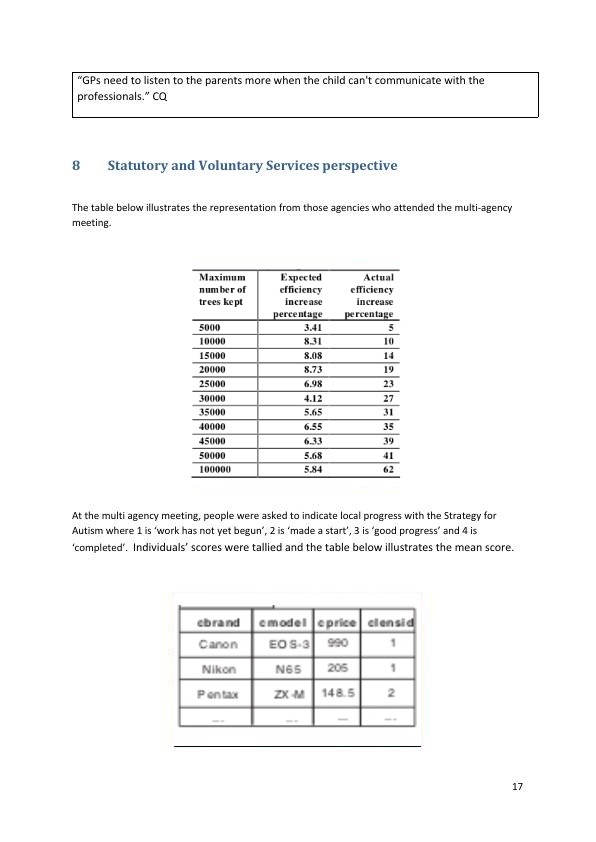 “GPs need to listen to the parents more when the child can't communicate with the
professionals.” CQ
8 Statutory and Voluntary Services perspective
The table below illustrates the representation from those agencies who attended the multi-agency
meeting.
Maximum number of trees kept Expected efficiency increase percentage Actual efficiency increase percentage
5000 3.41 5
10000 8.31 10
15000 8.08 14
20000 8.73 19
25000 6.98 23
30000 4.12 27
35000 5.65 31
40000 6.55 35
45000 6.33 39
50000 5.68 41
100000 5.84 62
At the multi agency meeting, people were asked to indicate local progress with the Strategy for
Autism where 1 is ‘work has not yet begun’, 2 is ‘made a start’, 3 is ‘good progress’ and 4 is
‘completed’. Individuals’ scores were tallied and the table below illustrates the mean score.
cbrand cmodel cprice clensid
Canon EOS-3 990 1
Nikon N65 205 1
Pentax ZX-M 148.5 2
... ... ... ...
17